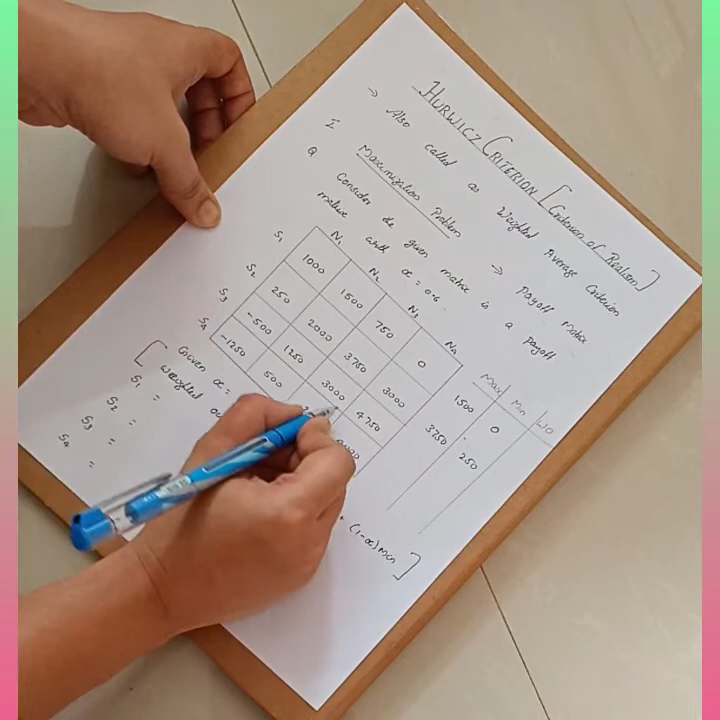 HURWICZ CRITERION [Criterion of Realism]
→ Also called as Weighted Average Criterion
I Maximization Problem → Payoff Matrix
Q Consider the given matrix is a payoff
matrix with α = 0.6
N1 N2 N3 N4 Max Min WO
S1 1000 1500 750 0 1500 0
S2 250 2000 3750 3000 3750 250
S3 -500 1250 3000 4750
S4 -1250 500
Given α =
[weighted + (1-α) Min]
S1 =
S2 =
S3 =
S4 =